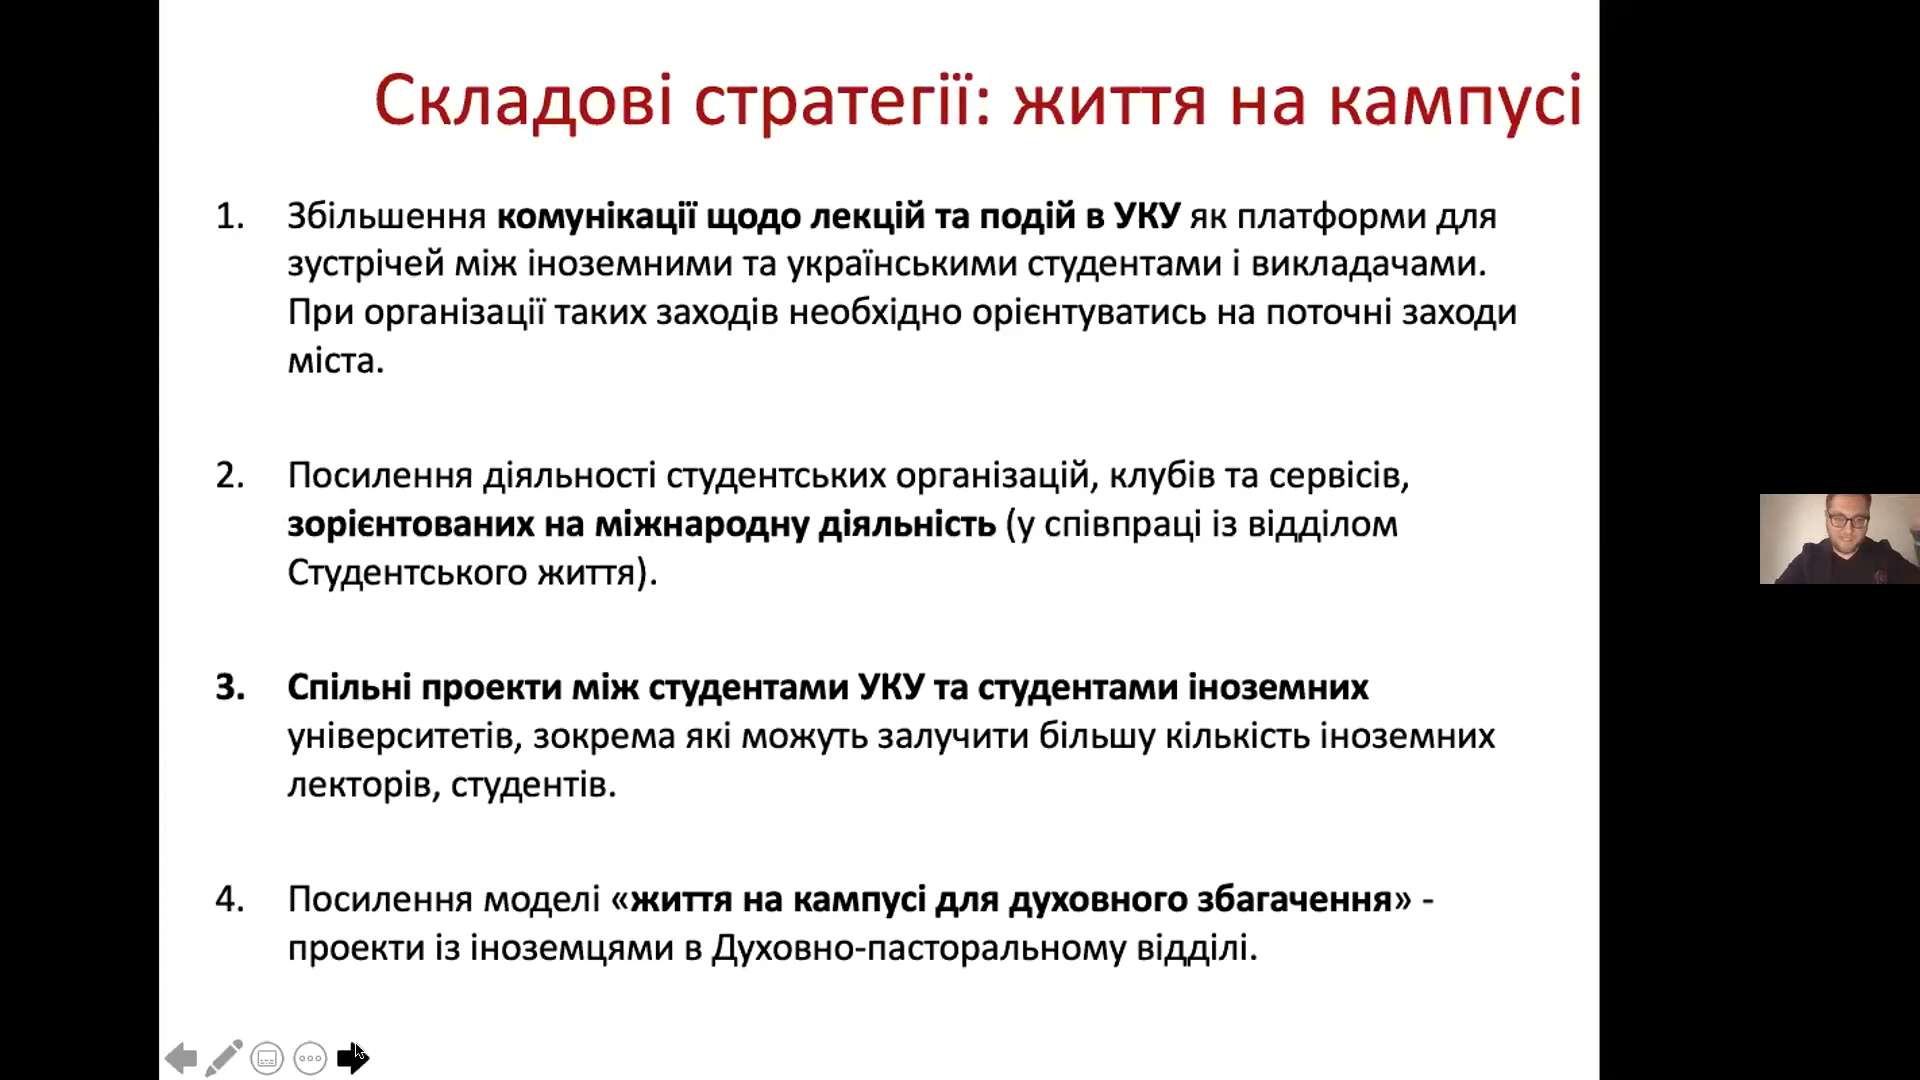 Складові стратегії: життя на кампусі
1. Збільшення комунікації щодо лекцій та подій в УКУ як платформи для
зустрічей між іноземними та українськими студентами і викладачами.
При організації таких заходів необхідно орієнтуватись на поточні заходи
міста.
2. Посилення діяльності студентських організацій, клубів та сервісів,
зорієнтованих на міжнародну діяльність (у співпраці із відділом
Студентського життя).
3. Спільні проекти між студентами УКУ та студентами іноземних
університетів, зокрема які можуть залучити більшу кількість іноземних
лекторів, студентів.
4. Посилення моделі «життя на кампусі для духовного збагачення» -
проекти із іноземцями в Духовно-пасторальному відділі.